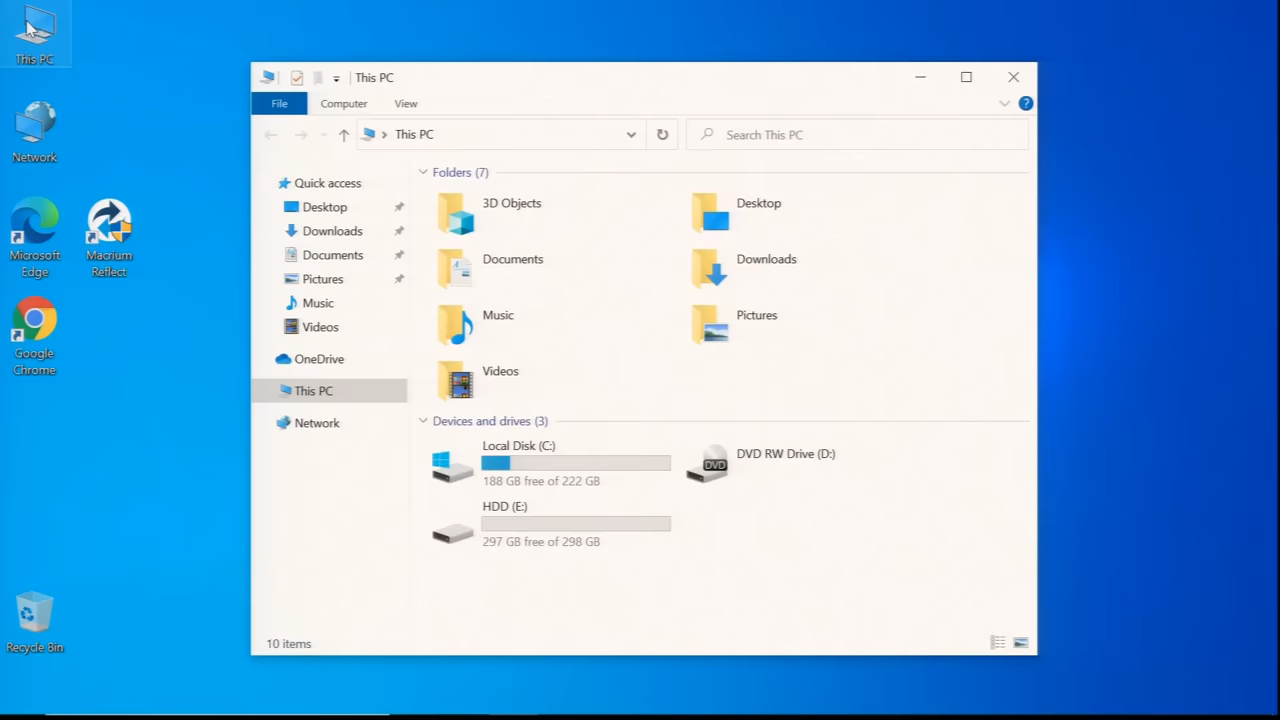 This PC
Network
Microsoft
Edge
Macrium
Reflect
Google
Chrome
Recycle Bin
This PC
File
Computer
View
This PC
Search This PC
Quick access
Desktop
Downloads
Documents
Pictures
Music
Videos
OneDrive
This PC
Network
Folders (7)
3D Objects
Desktop
Documents
Downloads
Music
Pictures
Videos
Devices and drives (3)
Local Disk (C:)
188 GB free of 222 GB
DVD
DVD RW Drive (D:)
HDD (E:)
297 GB free of 298 GB
10 items